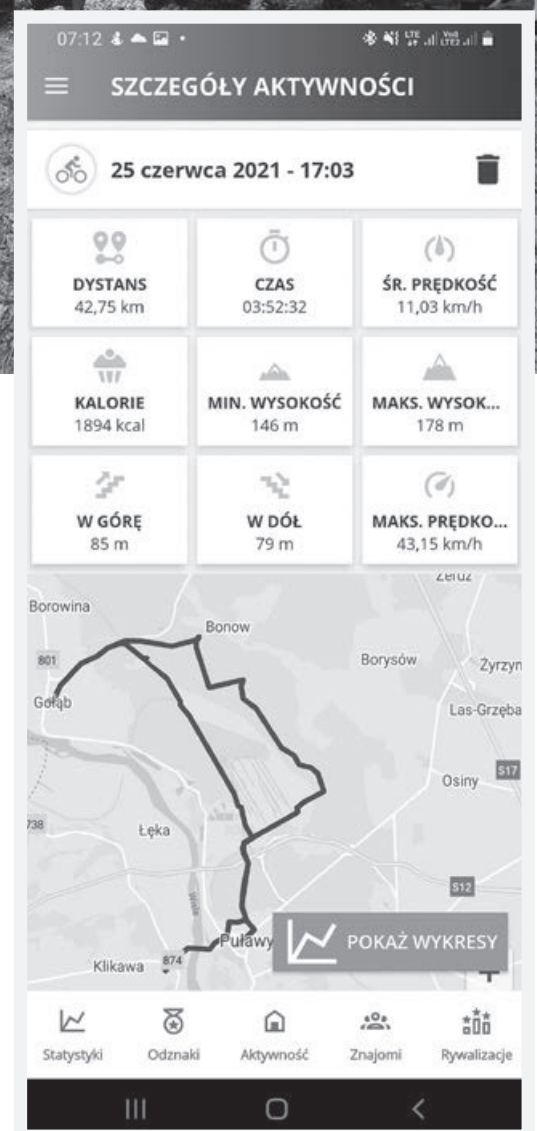 07:12
SZCZEGÓŁY AKTYWNOŚCI
25 czerwca 2021 - 17:03
DYSTANS
42,75 km
CZAS
03:52:32
ŚR. PRĘDKOŚĆ
11,03 km/h
KALORIE
1894 kcal
MIN. WYSOKOŚĆ
146 m
MAKS. WYSOK...
178 m
W GÓRĘ
85 m
W DÓŁ
79 m
MAKS. PRĘDKO...
43,15 km/h
Borowina
Bonow
801
Borysów
Żyrzyn
Gołąb
Las-Grzęba
S17
Osiny
738
Łęka
S12
Wisła
Puławy
POKAŻ WYKRESY
Klikawa
874
Statystyki
Odznaki
Aktywność
Znajomi
Rywalizacje